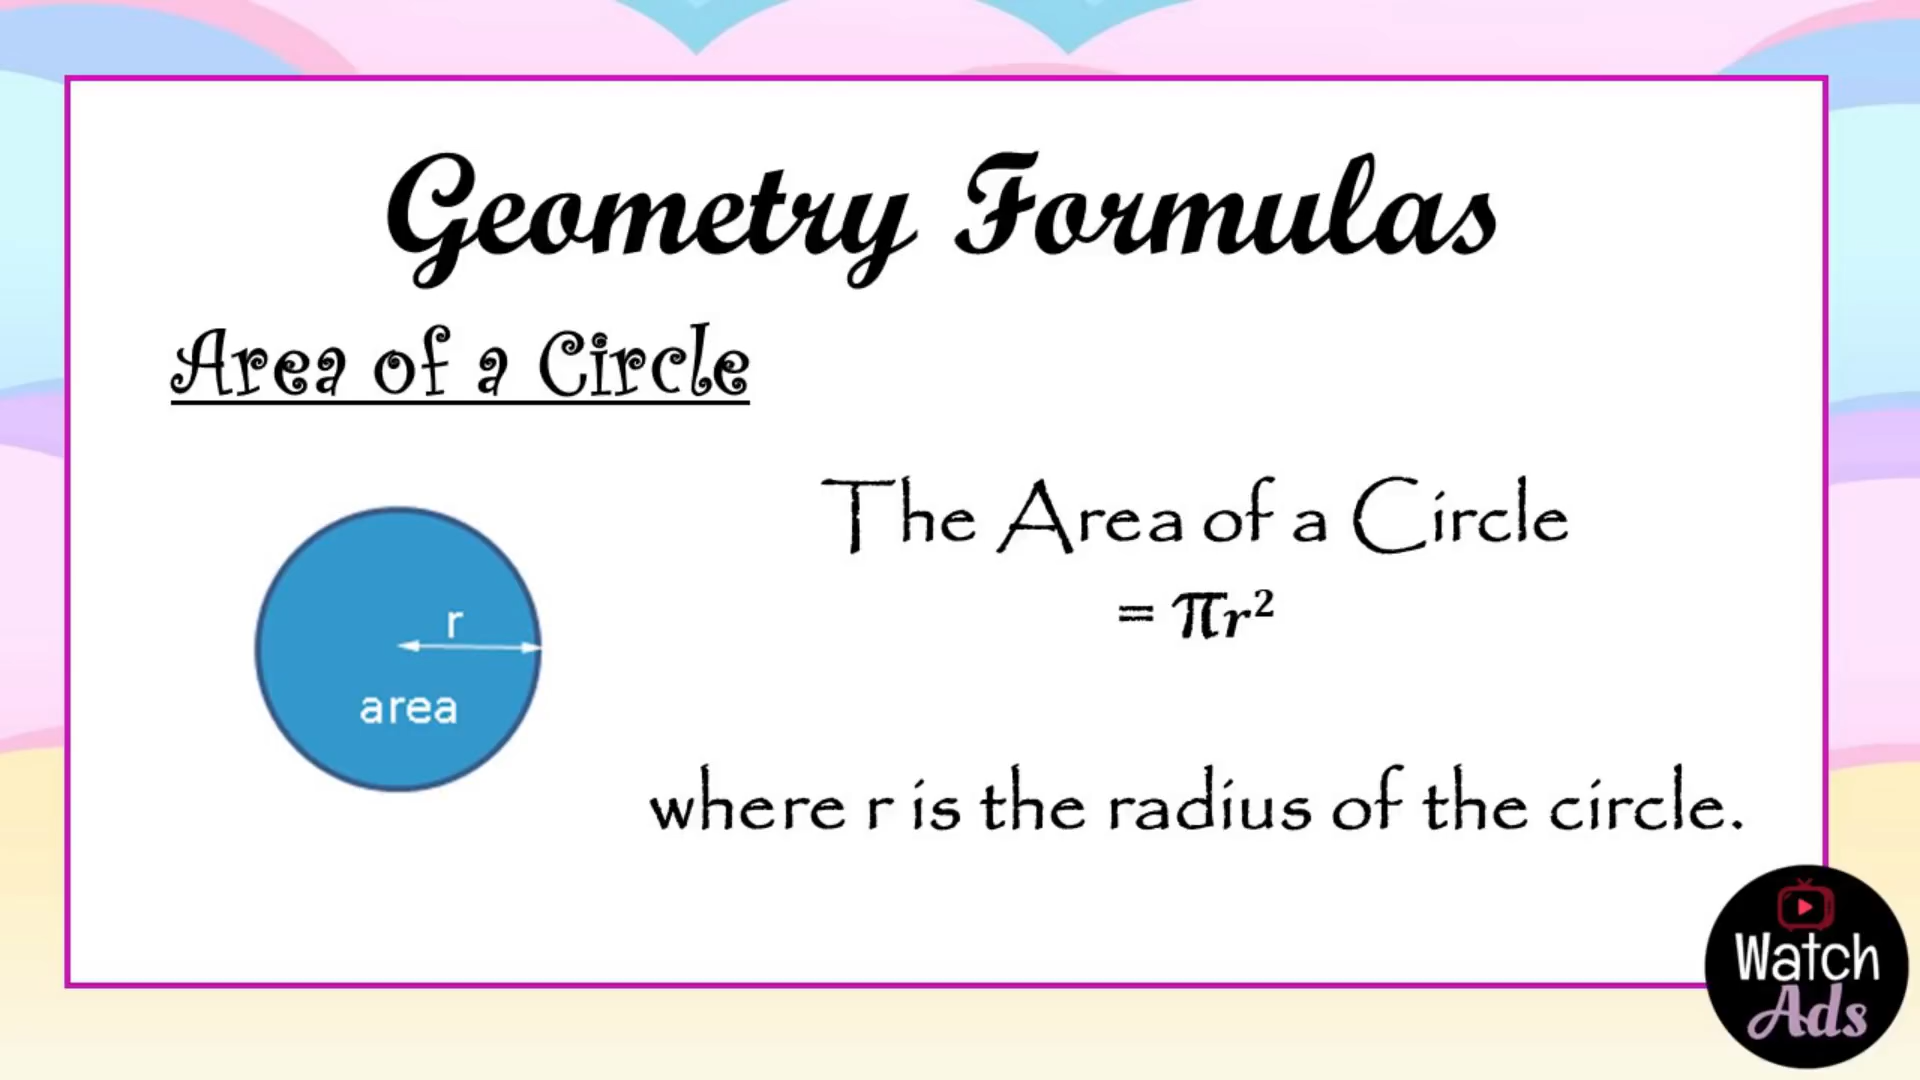 Geometry Formulas
Area of a Circle
The Area of a Circle
= πr²
r
area
where r is the radius of the circle.
Watch
Ads